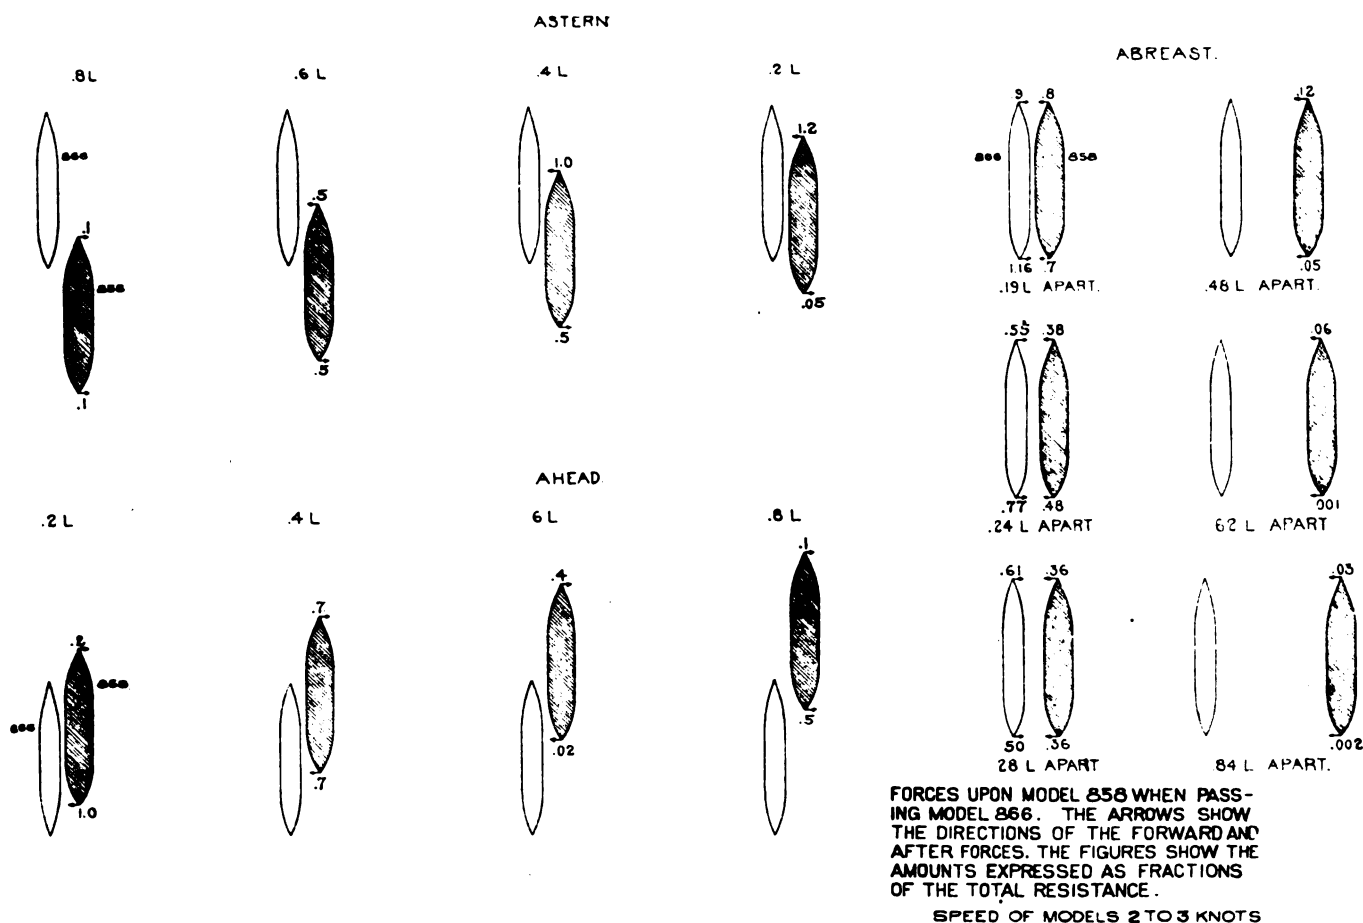 ASTERN
.8 L
.6 L
.4 L
.2 L
866
.1
858
.1
.5
.5
1.0
.5
1.2
.05
AHEAD.
.2 L
.4 L
6 L
.8 L
.2
858
866
1.0
.7
.7
.4
.02
.1
.5
ABREAST.
.9 .8
866 858
1.16 .7
.19 L APART.
.12
.05
.48 L APART.
.55 .38
.77 .48
.24 L APART
.06
.001
62 L APART
.61 .36
.50 .36
28 L APART
.03
.002
.84 L APART.
FORCES UPON MODEL 858 WHEN PASS-
ING MODEL 866. THE ARROWS SHOW
THE DIRECTIONS OF THE FORWARD AND
AFTER FORCES. THE FIGURES SHOW THE
AMOUNTS EXPRESSED AS FRACTIONS
OF THE TOTAL RESISTANCE.
SPEED OF MODELS 2 TO 3 KNOTS